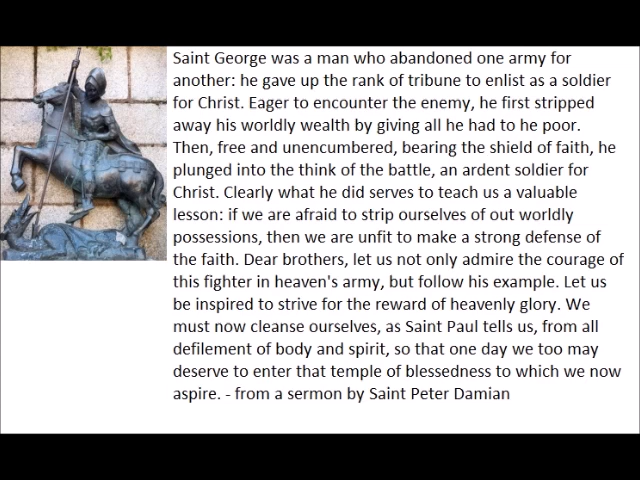 Saint George was a man who abandoned one army for
another: he gave up the rank of tribune to enlist as a soldier
for Christ. Eager to encounter the enemy, he first stripped
away his worldly wealth by giving all he had to he poor.
Then, free and unencumbered, bearing the shield of faith, he
plunged into the think of the battle, an ardent soldier for
Christ. Clearly what he did serves to teach us a valuable
lesson: if we are afraid to strip ourselves of out worldly
possessions, then we are unfit to make a strong defense of
the faith. Dear brothers, let us not only admire the courage of
this fighter in heaven's army, but follow his example. Let us
be inspired to strive for the reward of heavenly glory. We
must now cleanse ourselves, as Saint Paul tells us, from all
defilement of body and spirit, so that one day we too may
deserve to enter that temple of blessedness to which we now
aspire. - from a sermon by Saint Peter Damian